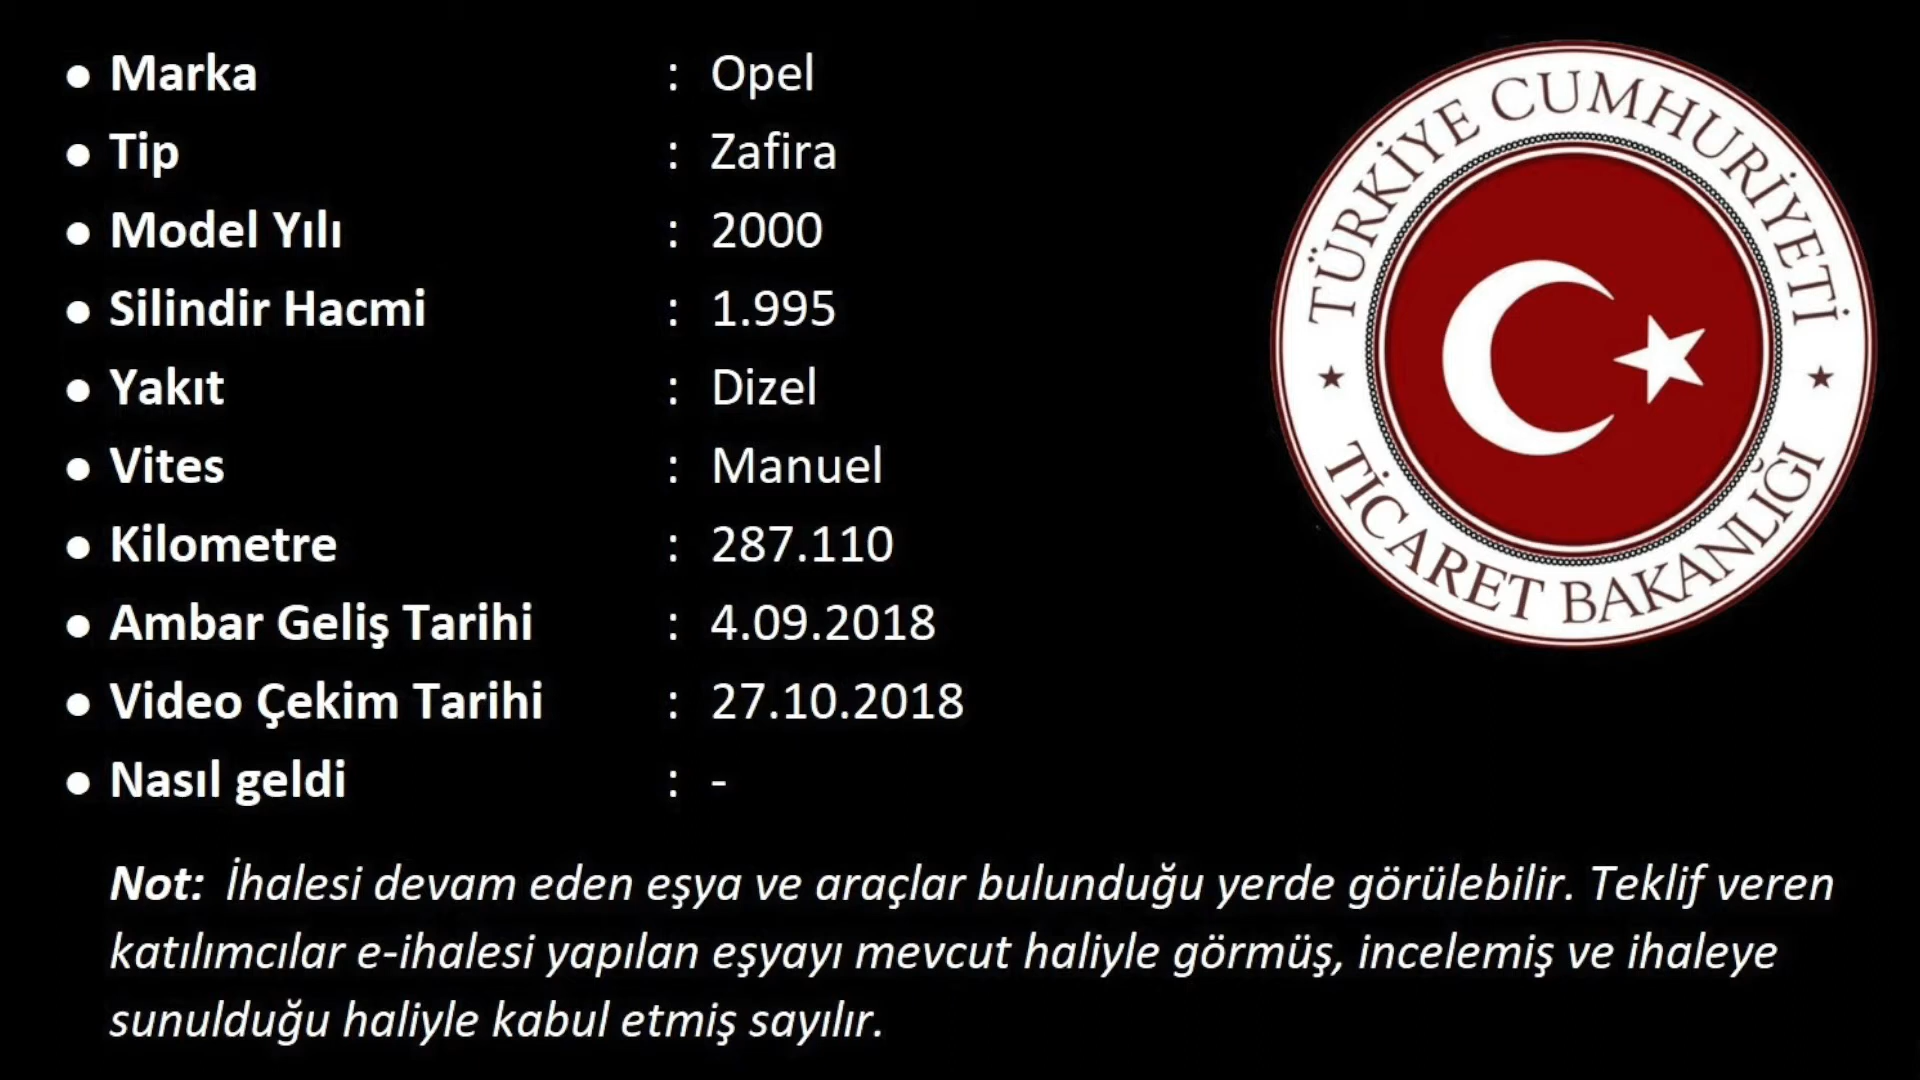 ● Marka : Opel
● Tip : Zafira
● Model Yılı : 2000
● Silindir Hacmi : 1.995
● Yakıt : Dizel
● Vites : Manuel
● Kilometre : 287.110
● Ambar Geliş Tarihi : 4.09.2018
● Video Çekim Tarihi : 27.10.2018
● Nasıl geldi : -
Not: İhalesi devam eden eşya ve araçlar bulunduğu yerde görülebilir. Teklif veren
katılımcılar e-ihalesi yapılan eşyayı mevcut haliyle görmüş, incelemiş ve ihaleye
sunulduğu haliyle kabul etmiş sayılır.
TÜRKİYE CUMHURİYETİ
TİCARET BAKANLIĞI